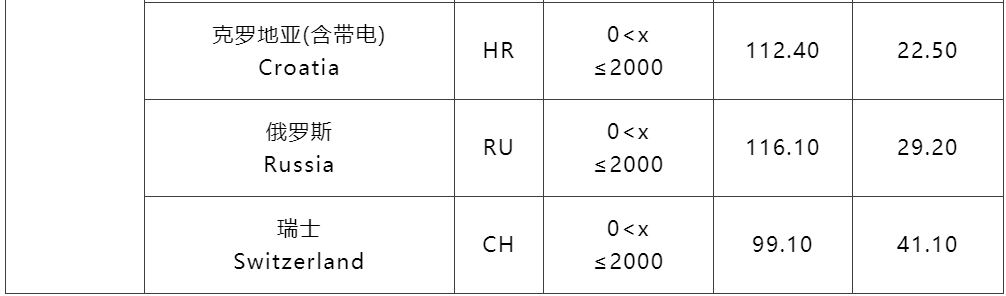 克罗地亚(含带电)
Croatia
HR
0<x
≤2000
112.40
22.50
俄罗斯
Russia
RU
0<x
≤2000
116.10
29.20
瑞士
Switzerland
CH
0<x
≤2000
99.10
41.10